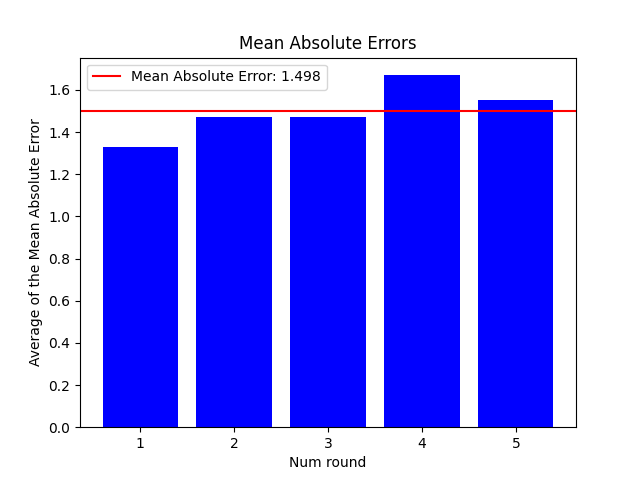 Mean Absolute Errors
Mean Absolute Error: 1.498
Average of the Mean Absolute Error
1.6
1.4
1.2
1.0
0.8
0.6
0.4
0.2
0.0
1 2 3 4 5
Num round